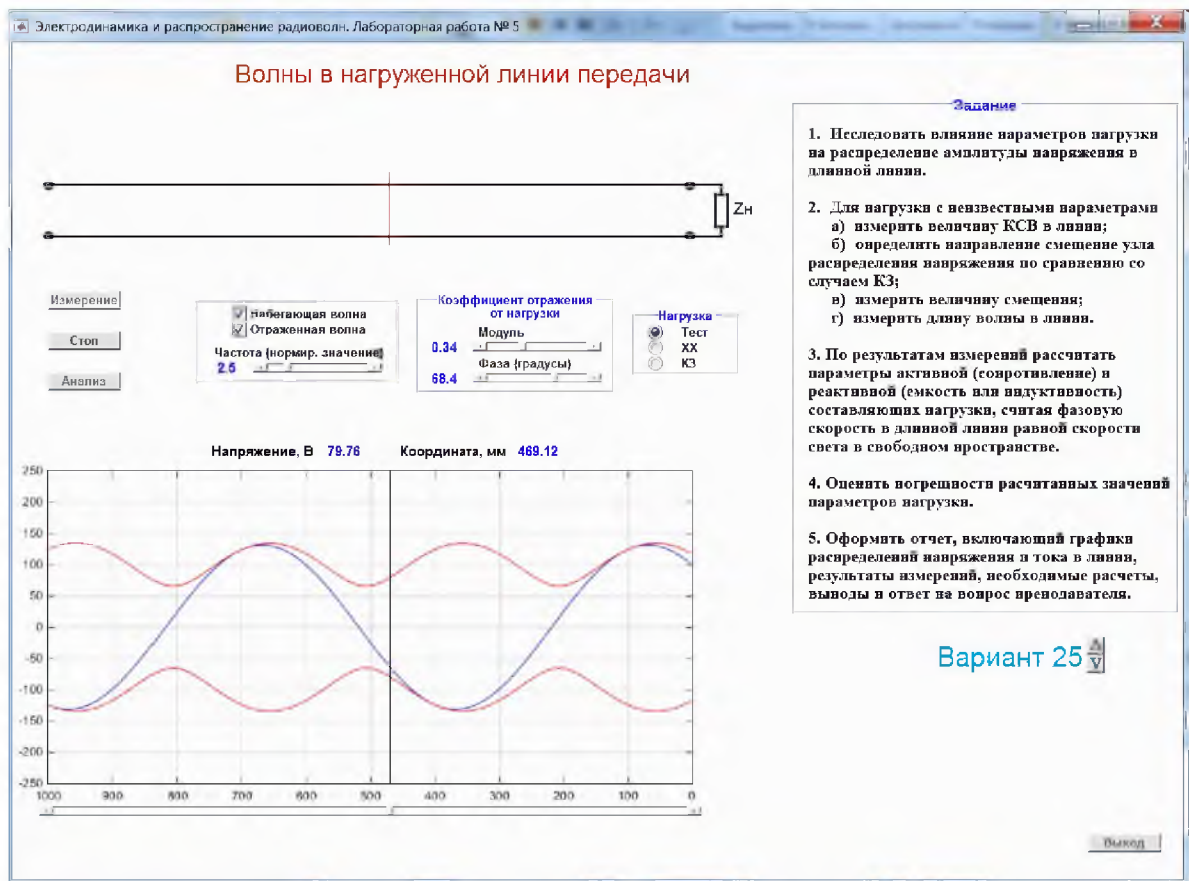 Электродинамика и распространение радиоволн. Лабораторная работа № 5
Волны в нагруженной линии передачи
Zн
Измерение
Стоп
Анализ
Набегающая волна
Отраженная волна
Частота (нормир. значение)
2.5
Коэффициент отражения
от нагрузки
Модуль
0.34
Фаза (градусы)
68.4
Нагрузка
Тест
ХХ
КЗ
Напряжение, В 79.76 Координата, мм 469.12
250
200
150
100
50
0
-50
-100
-150
-200
-250
1000 900 800 700 600 500 400 300 200 100 0
Задание
1. Исследовать влияние параметров нагрузки
на распределение амплитуды напряжения в
длинной линии.
2. Для нагрузки с неизвестными параметрами
а) измерить величину КСВ в линии;
б) определить направление смещение узла
распределения напряжения по сравнению со
случаем КЗ;
в) измерить величину смещения;
г) измерить длину волны в линии.
3. По результатам измерений рассчитать
параметры активной (сопротивление) и
реактивной (емкость или индуктивность)
составляющих нагрузки, считая фазовую
скорость в длинной линии равной скорости
света в свободном пространстве.
4. Оценить погрешности расчитанных значений
параметров нагрузки.
5. Оформить отчет, включающий графики
распределений напряжения и тока в линии,
результаты измерений, необходимые расчеты,
выводы и ответ на вопрос преподавателя.
Вариант 25
Выход